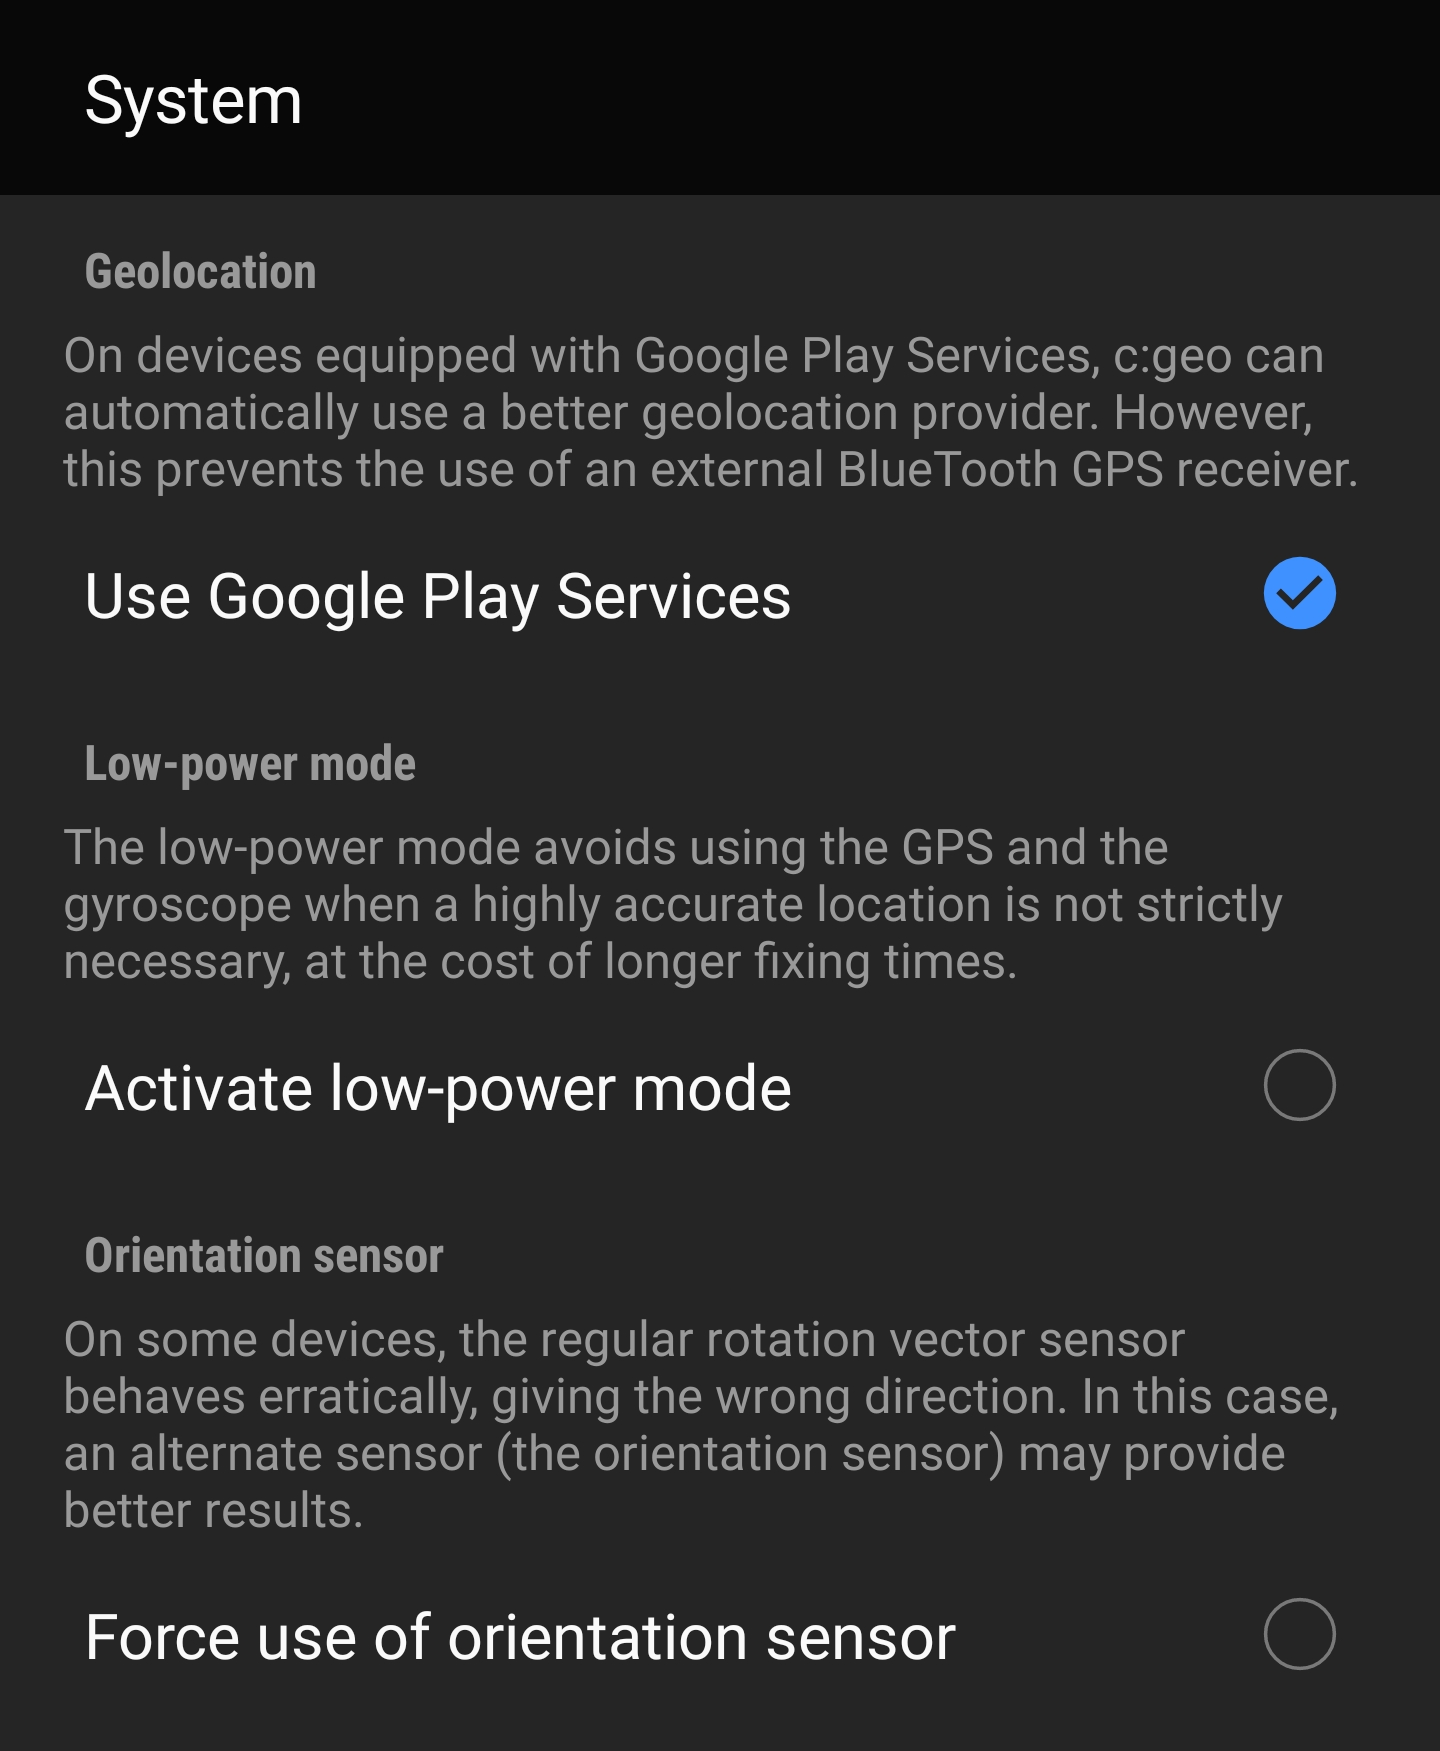 System
Geolocation
On devices equipped with Google Play Services, c:geo can
automatically use a better geolocation provider. However,
this prevents the use of an external BlueTooth GPS receiver.
Use Google Play Services
Low-power mode
The low-power mode avoids using the GPS and the
gyroscope when a highly accurate location is not strictly
necessary, at the cost of longer fixing times.
Activate low-power mode
Orientation sensor
On some devices, the regular rotation vector sensor
behaves erratically, giving the wrong direction. In this case,
an alternate sensor (the orientation sensor) may provide
better results.
Force use of orientation sensor